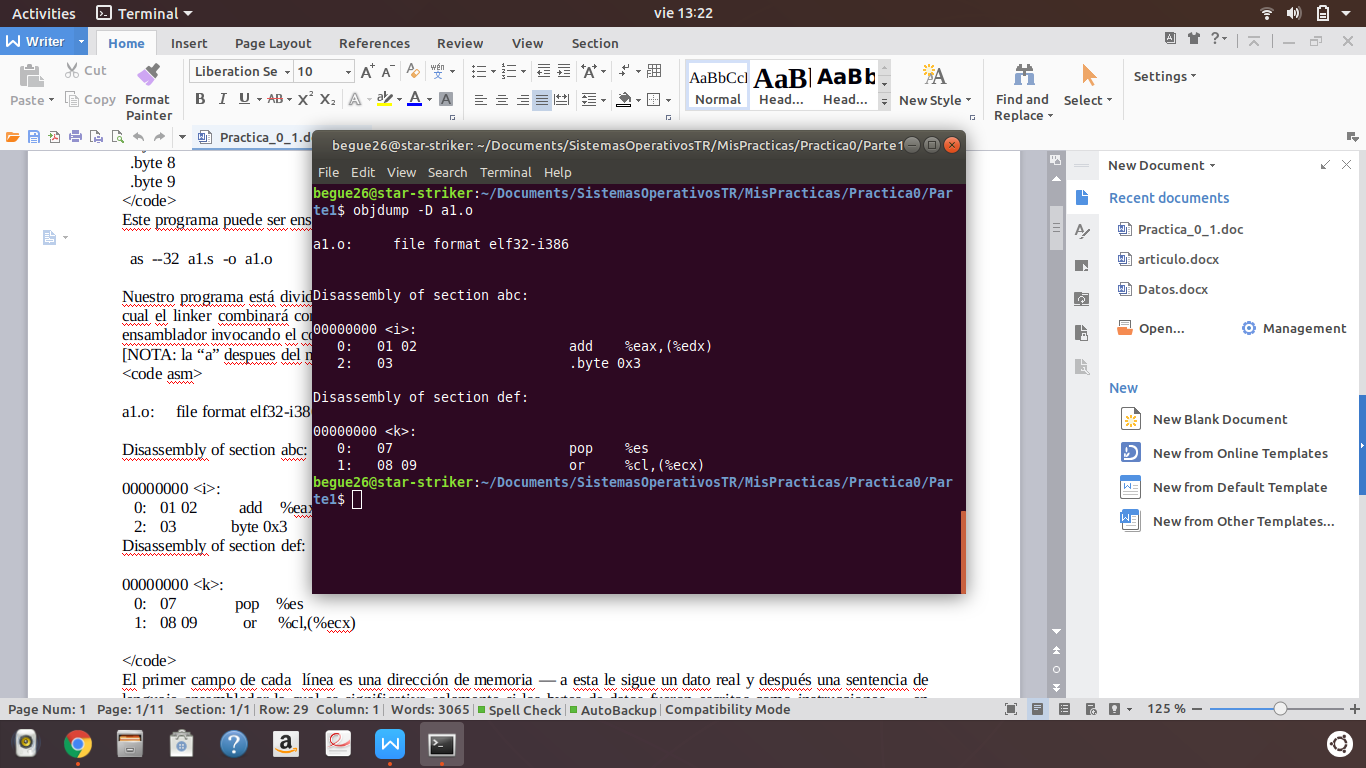 Activities Terminal vie 13:22
Writer Home Insert Page Layout References Review View Section
Paste Cut Copy Format Painter Liberation Se 10 AaBbCcI Normal AaBl Head... AaBb Head... New Style Find and Replace Select Settings
Practica_0_1.d
.byte 8
.byte 9
</code>
Este programa puede ser ens
as --32 a1.s -o a1.o
Nuestro programa está divid
cual el linker combinará co
ensamblador invocando el co
[NOTA: la “a” despues del n
<code asm>
a1.o: file format elf32-i38
Disassembly of section abc:
00000000 <i>:
0: 01 02 add %eax
2: 03 byte 0x3
Disassembly of section def:
00000000 <k>:
0: 07 pop %es
1: 08 09 or %cl,(%ecx)
</code>
El primer campo de cada línea es una dirección de memoria — a esta le sigue un dato real y después una sentencia de
begue26@star-striker: ~/Documents/SistemasOperativosTR/MisPracticas/Practica0/Parte1
File Edit View Search Terminal Help
begue26@star-striker:~/Documents/SistemasOperativosTR/MisPracticas/Practica0/Par
te1$ objdump -D a1.o
a1.o: file format elf32-i386
Disassembly of section abc:
00000000 <i>:
0: 01 02 add %eax,(%edx)
2: 03 .byte 0x3
Disassembly of section def:
00000000 <k>:
0: 07 pop %es
1: 08 09 or %cl,(%ecx)
begue26@star-striker:~/Documents/SistemasOperativosTR/MisPracticas/Practica0/Par
te1$
New Document
Recent documents
Practica_0_1.doc
articulo.docx
Datos.docx
Open... Management
New
New Blank Document
New from Online Templates
New from Default Template
New from Other Templates...
Page Num: 1 Page: 1/11 Section: 1/1 Row: 29 Column: 1 Words: 3065 Spell Check AutoBackup Compatibility Mode 125 %